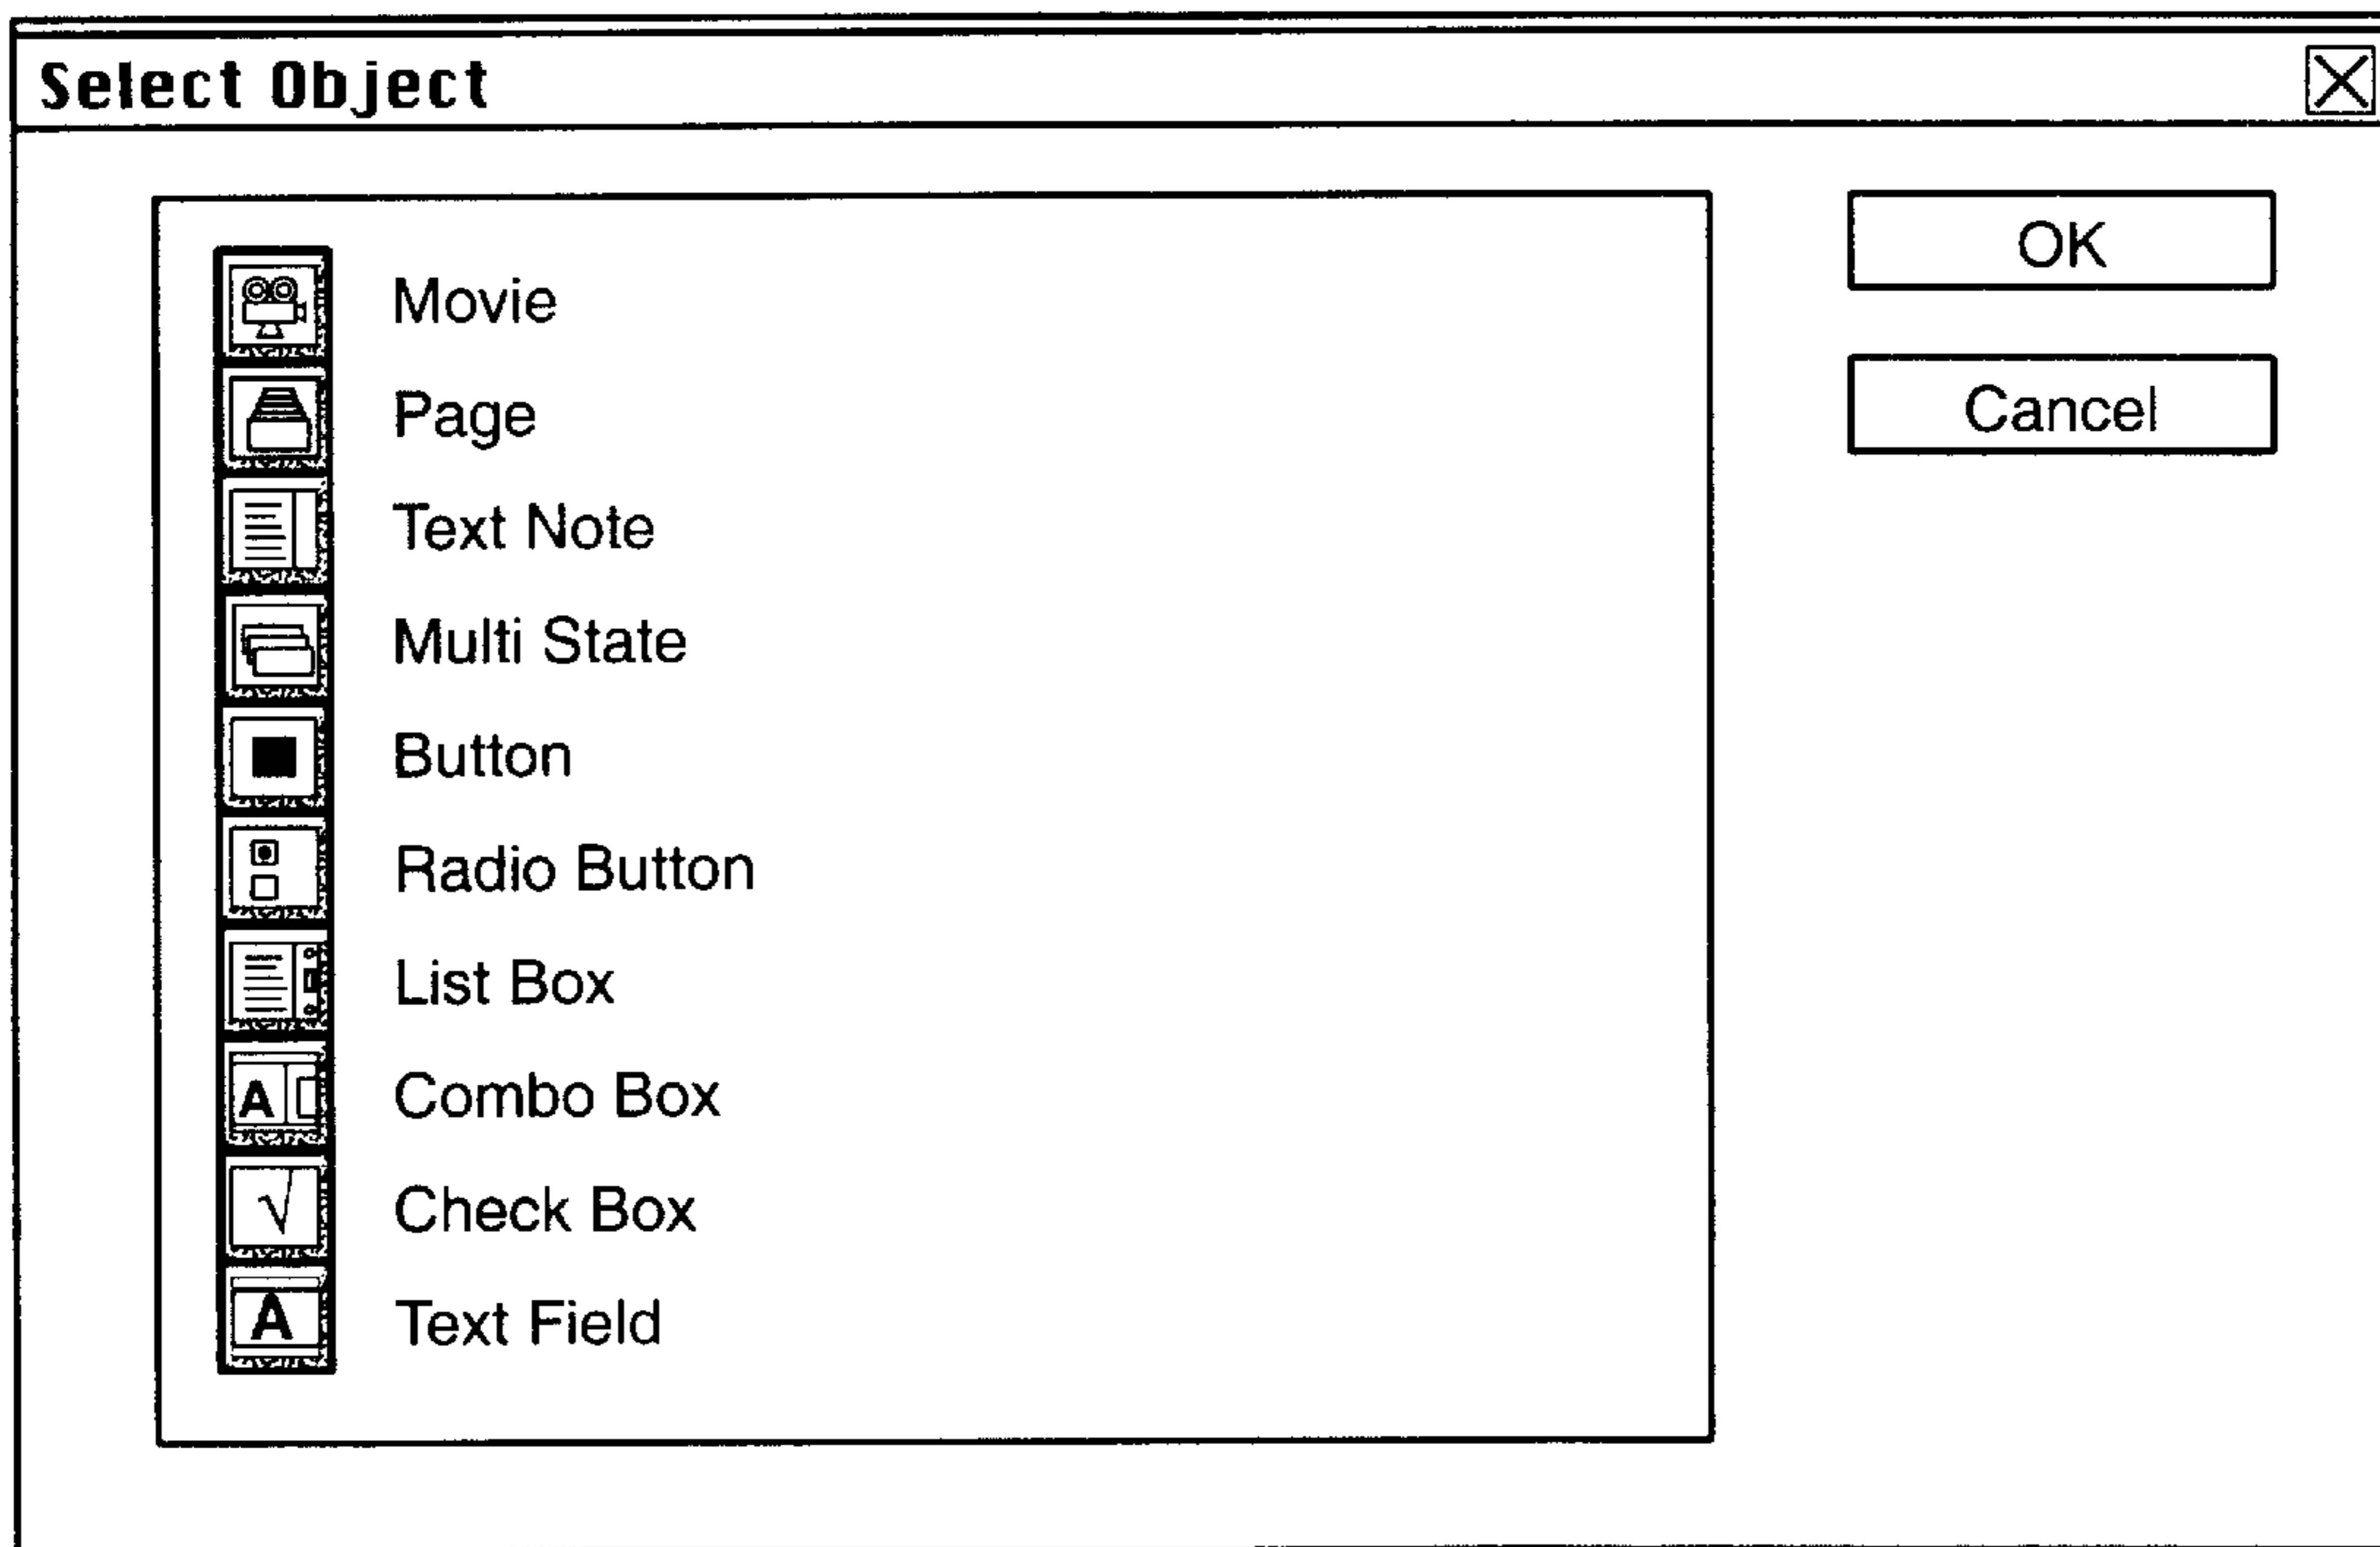 Select Object
OK
Cancel
Movie
Page
Text Note
Multi State
Button
Radio Button
List Box
A Combo Box
Check Box
A Text Field